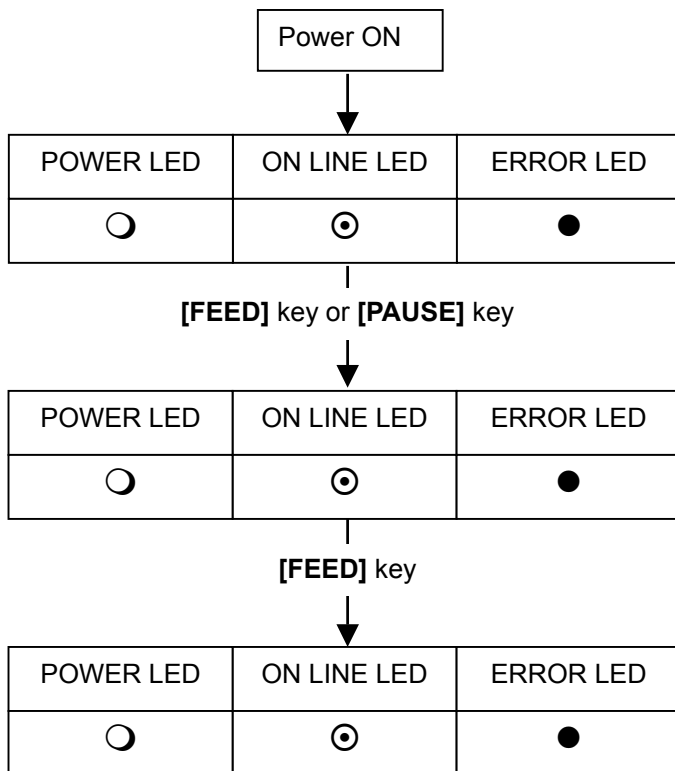 Power ON
POWER LED ON LINE LED ERROR LED
❍ ⊙ ●
[FEED] key or [PAUSE] key
POWER LED ON LINE LED ERROR LED
❍ ⊙ ●
[FEED] key
POWER LED ON LINE LED ERROR LED
❍ ⊙ ●